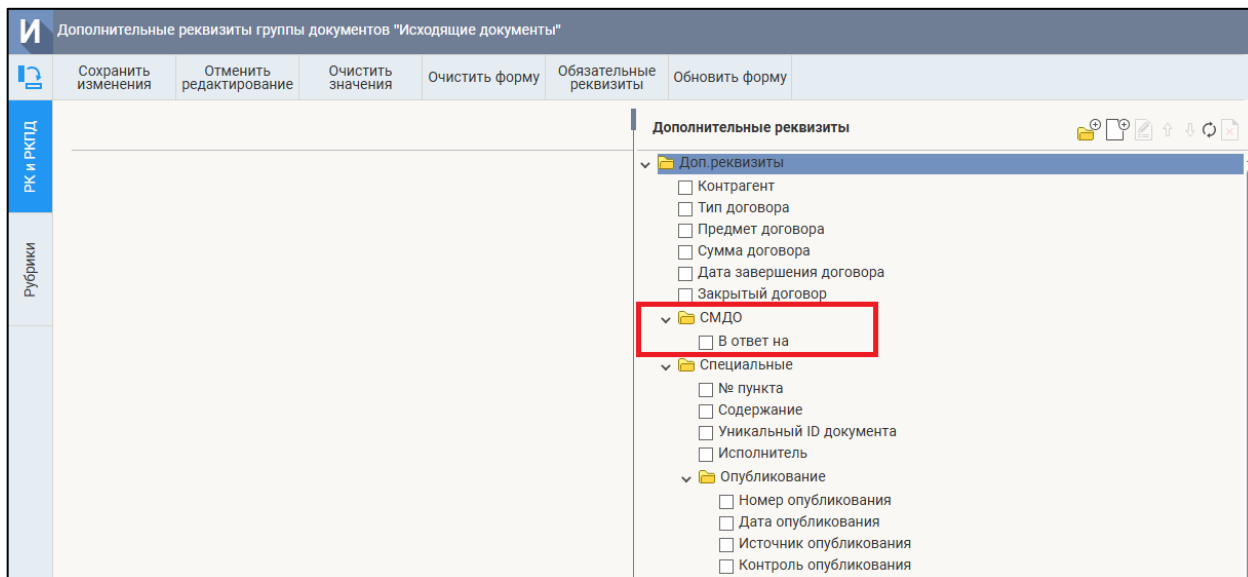 И Дополнительные реквизиты группы документов "Исходящие документы"
Сохранить изменения
Отменить редактирование
Очистить значения
Очистить форму
Обязательные реквизиты
Обновить форму
РК и РКПД
Рубрики
Дополнительные реквизиты
Доп.реквизиты
Контрагент
Тип договора
Предмет договора
Сумма договора
Дата завершения договора
Закрытый договор
СМДО
В ответ на
Специальные
№ пункта
Содержание
Уникальный ID документа
Исполнитель
Опубликование
Номер опубликования
Дата опубликования
Источник опубликования
Контроль опубликования